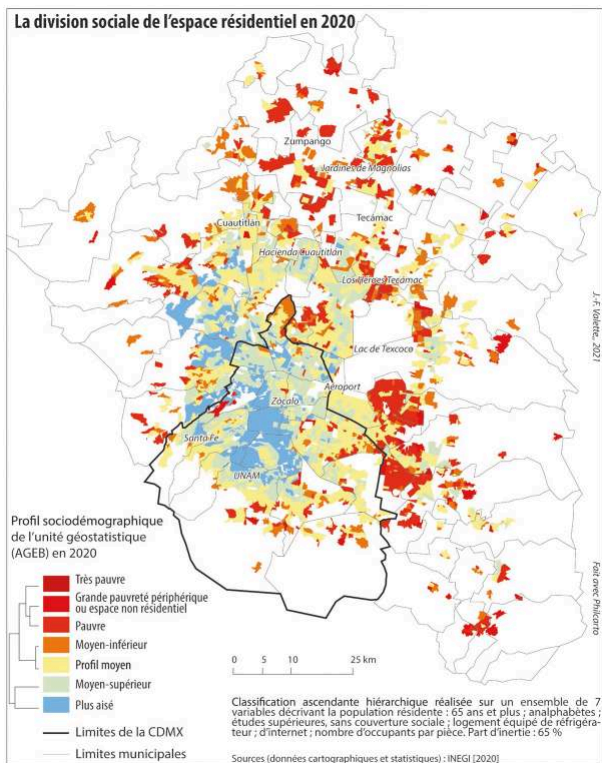 La division sociale de l'espace résidentiel en 2020
Zumpango
Jardines de Magnolias
Cuautitlán
Tecámac
Hacienda Cuautitlán
Los Héroes Tecámac
Lac de Texcoco
Aéroport
Zócalo
Santa Fe
UNAM
J.-F. Valette, 2021
Fait avec Philcarto
Profil sociodémographique
de l'unité géostatistique
(AGEB) en 2020
Très pauvre
Grande pauvreté périphérique
ou espace non résidentiel
Pauvre
Moyen-inférieur
Profil moyen
Moyen-supérieur
Plus aisé
Limites de la CDMX
Limites municipales
0 5 10 25 km
Classification ascendante hiérarchique réalisée sur un ensemble de 7
variables décrivant la population résidente : 65 ans et plus ; analphabètes ;
études supérieures, sans couverture sociale ; logement équipé de réfrigéra-
teur ; d'internet ; nombre d'occupants par pièce. Part d'inertie : 65 %
Sources (données cartographiques et statistiques) : INEGI [2020]